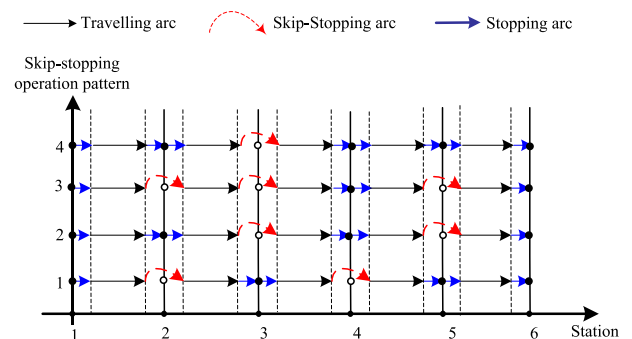 Travelling arc Skip-Stopping arc Stopping arc
Skip-stopping
operation pattern
4
3
2
1
1 2 3 4 5 6 Station